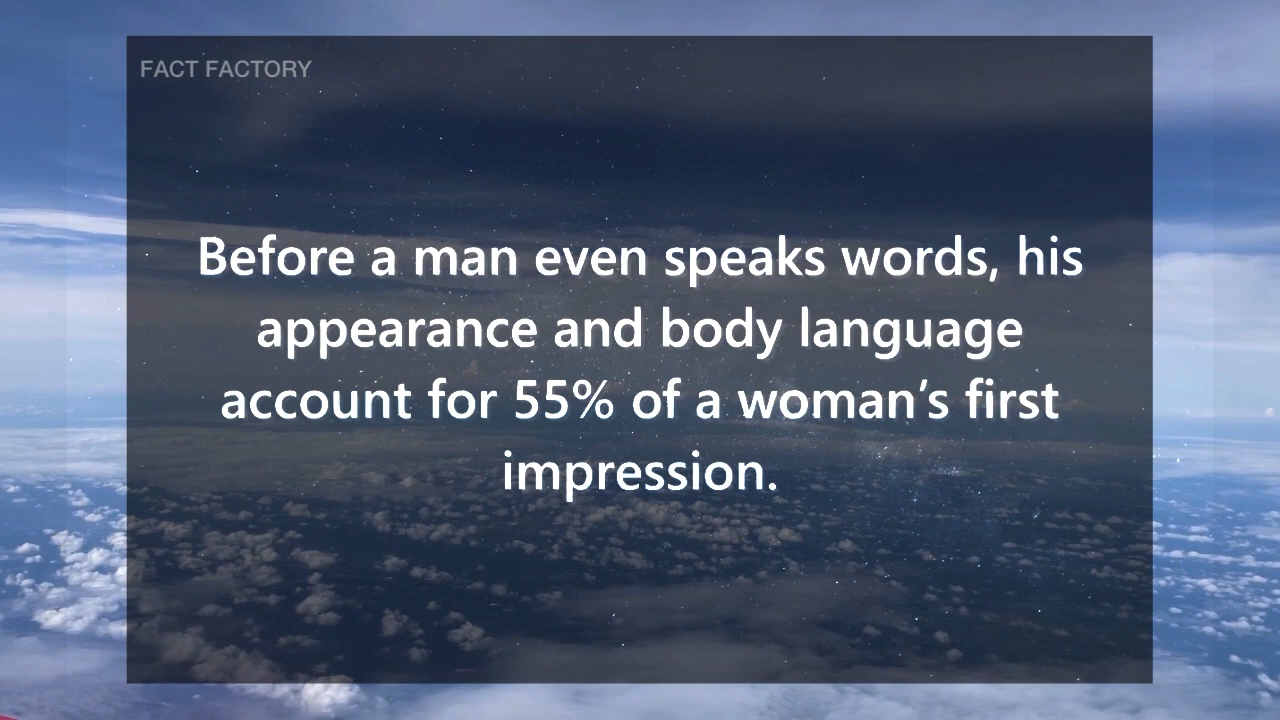 FACT FACTORY
Before a man even speaks words, his
appearance and body language
account for 55% of a woman’s first
impression.